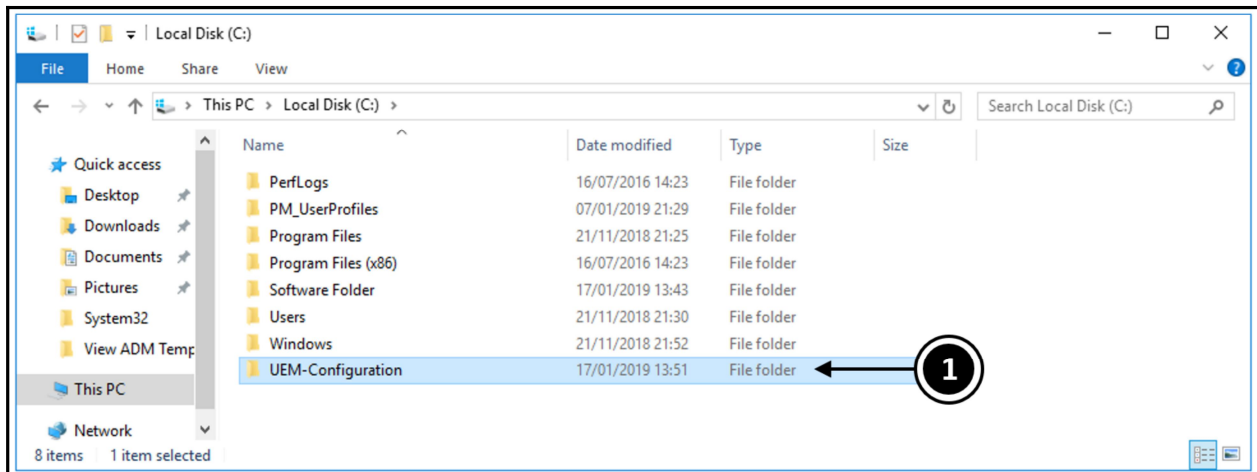 Local Disk (C:)
File Home Share View
This PC > Local Disk (C:) > Search Local Disk (C:)
Name Date modified Type Size
Quick access
Desktop
Downloads
Documents
Pictures
System32
View ADM Temp
This PC
Network
PerfLogs 16/07/2016 14:23 File folder
PM_UserProfiles 07/01/2019 21:29 File folder
Program Files 21/11/2018 21:25 File folder
Program Files (x86) 16/07/2016 14:23 File folder
Software Folder 17/01/2019 13:43 File folder
Users 21/11/2018 21:30 File folder
Windows 21/11/2018 21:52 File folder
UEM-Configuration 17/01/2019 13:51 File folder
1
8 items 1 item selected